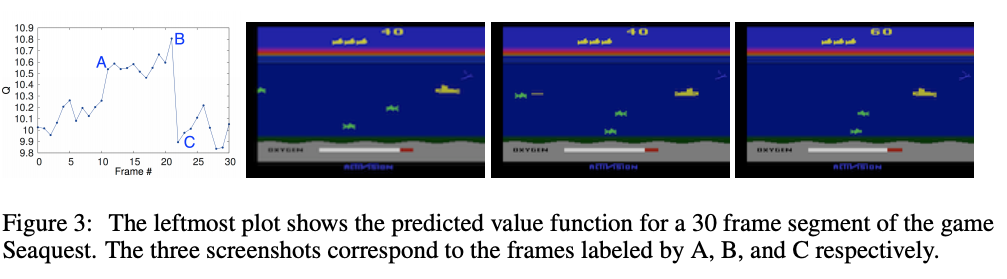 10.9
10.8
10.7
10.6
10.5
10.4
10.3
10.2
10.1
10
9.9
9.8
Q
A
B
C
0 5 10 15 20 25 30
Frame #
40
OXYGEN
ACTIVISION
40
OXYGEN
ACTIVISION
60
OXYGEN
ACTIVISION
Figure 3: The leftmost plot shows the predicted value function for a 30 frame segment of the game
Seaquest. The three screenshots correspond to the frames labeled by A, B, and C respectively.